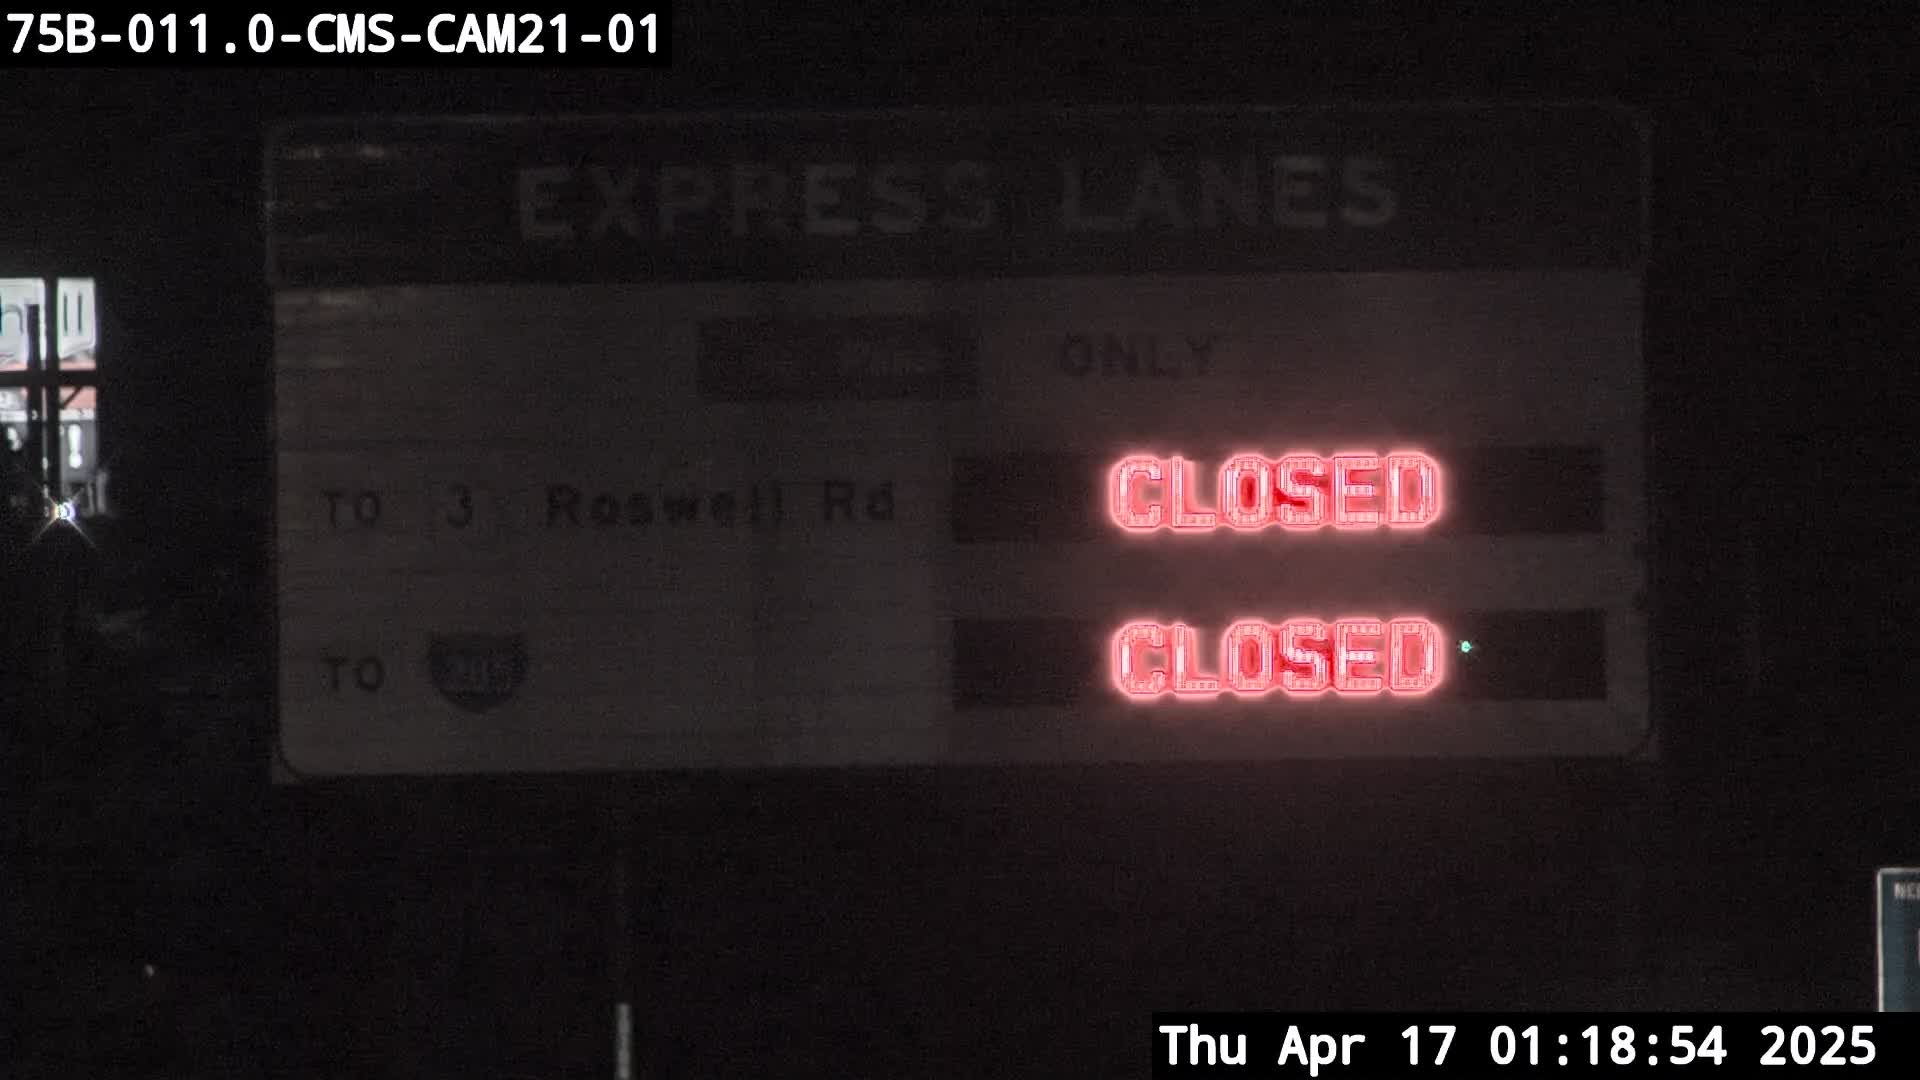 75B-011.0-CMS-CAM21-01
EXPRESS LANES
ONLY
TO 3 Roswell Rd CLOSED
TO CLOSED
Thu Apr 17 01:18:54 2025